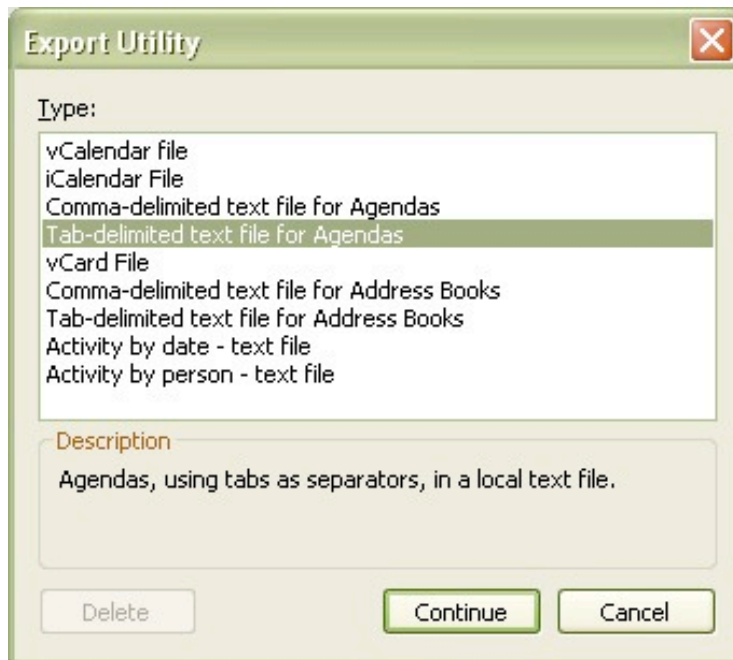 Export Utility
Type:
vCalendar file
iCalendar File
Comma-delimited text file for Agendas
Tab-delimited text file for Agendas
vCard File
Comma-delimited text file for Address Books
Tab-delimited text file for Address Books
Activity by date - text file
Activity by person - text file
Description
Agendas, using tabs as separators, in a local text file.
Delete Continue Cancel